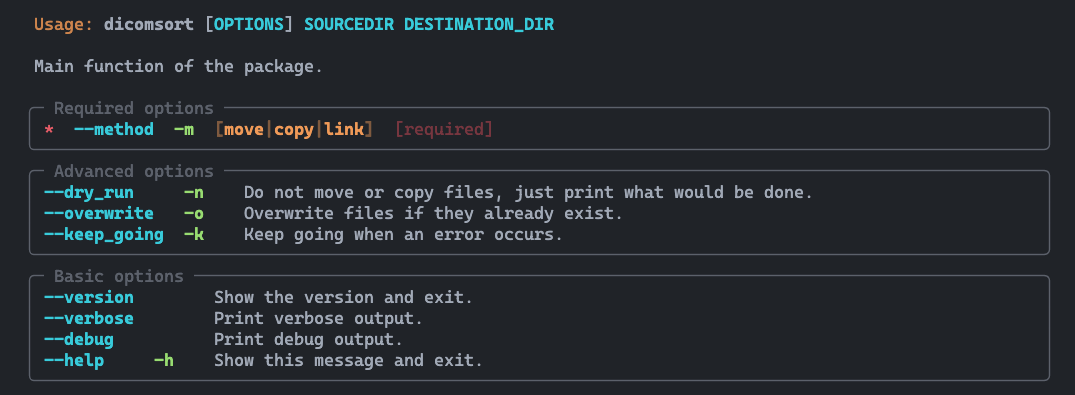 Usage: dicomsort [OPTIONS] SOURCEDIR DESTINATION_DIR
Main function of the package.
Required options
* --method -m [move|copy|link] [required]
Advanced options
--dry_run -n Do not move or copy files, just print what would be done.
--overwrite -o Overwrite files if they already exist.
--keep_going -k Keep going when an error occurs.
Basic options
--version Show the version and exit.
--verbose Print verbose output.
--debug Print debug output.
--help -h Show this message and exit.